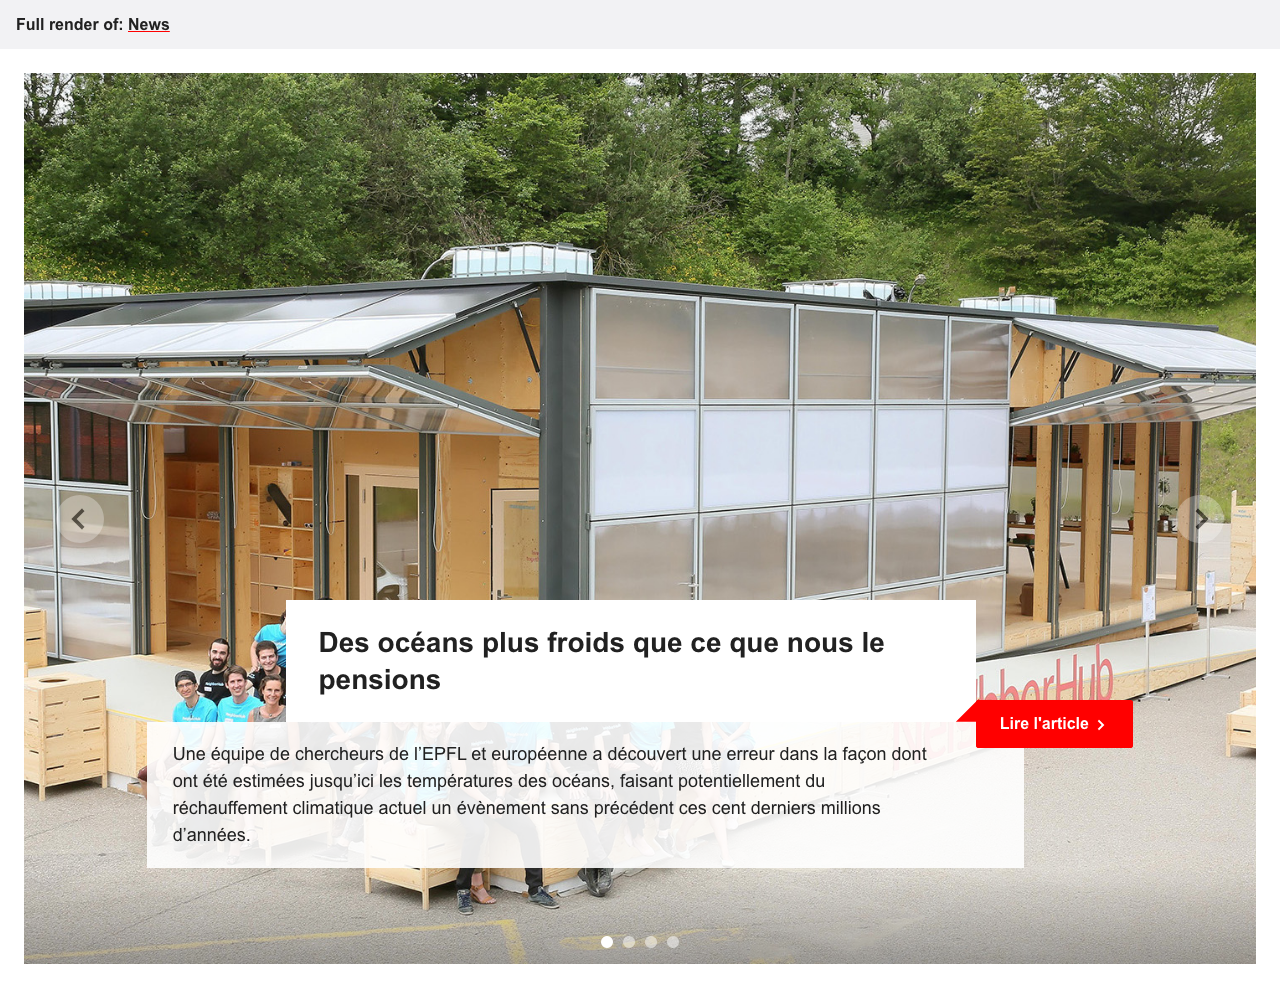 Full render of: News
Des océans plus froids que ce que nous le
pensions
Lire l'article
Une équipe de chercheurs de l’EPFL et européenne a découvert une erreur dans la façon dont
ont été estimées jusqu’ici les températures des océans, faisant potentiellement du
réchauffement climatique actuel un évènement sans précédent ces cent derniers millions
d’années.